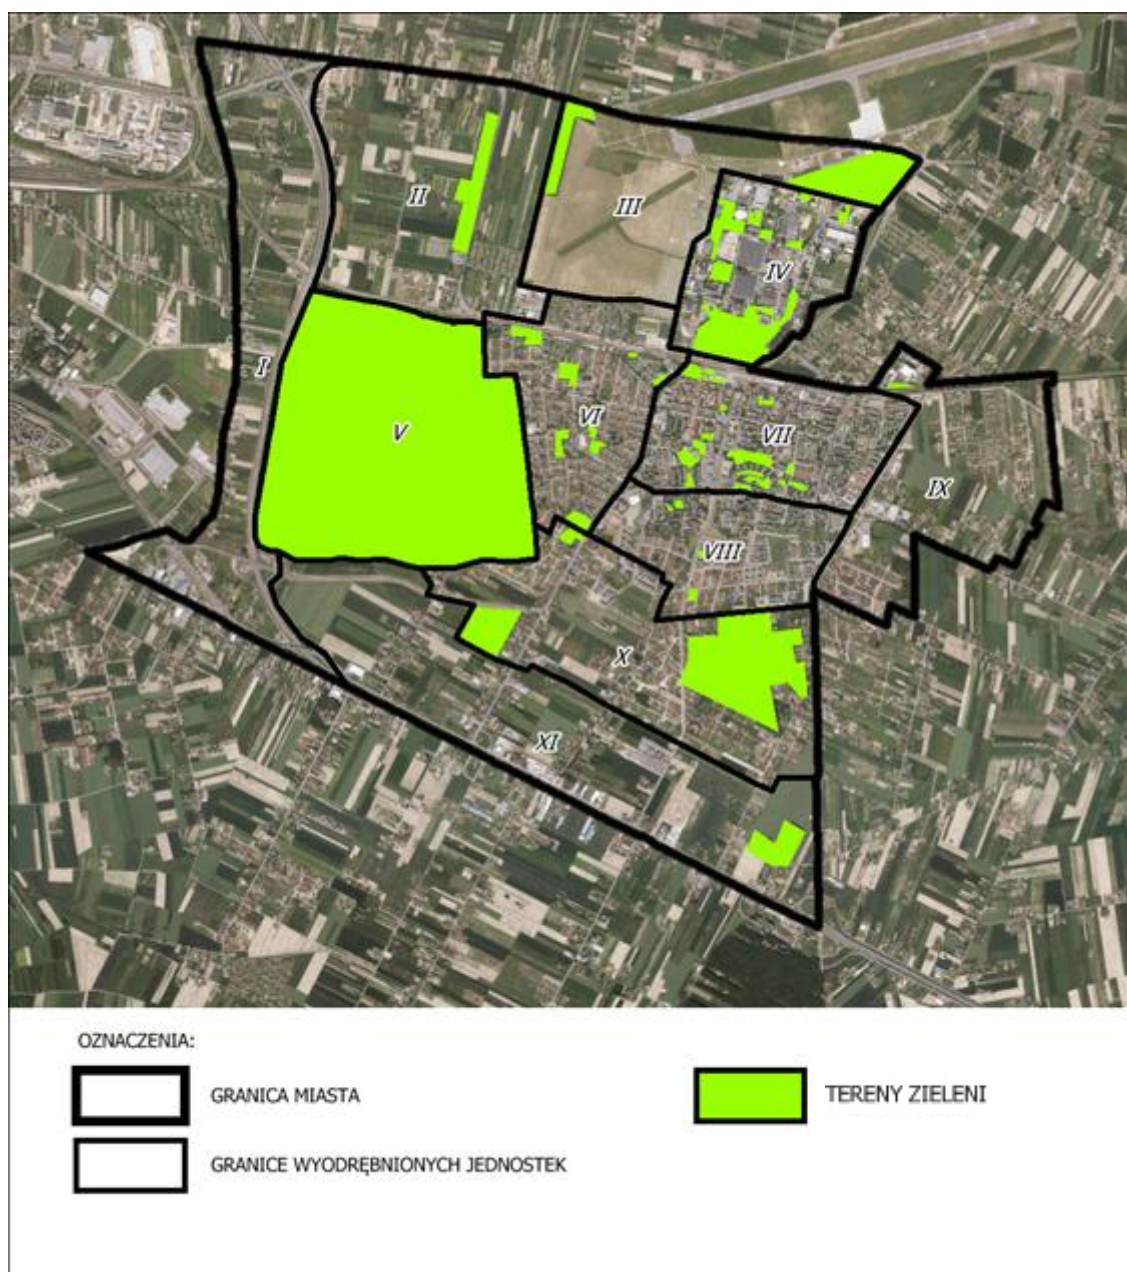 II
III
IV
I
V
VI
VII
IX
VIII
X
XI
OZNACZENIA:
GRANICA MIASTA
TERENY ZIELENI
GRANICE WYODRĘBNIONYCH JEDNOSTEK